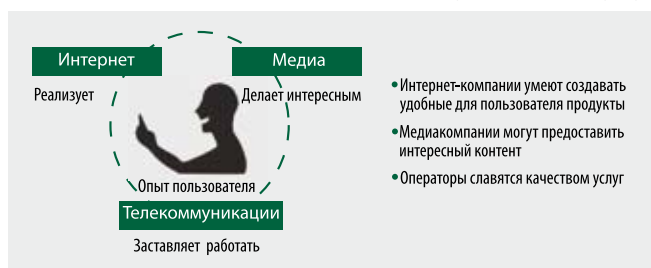 Интернет
Медиа
Реализует
Делает интересным
Опыт пользователя
Телекоммуникации
Заставляет работать
•Интернет-компании умеют создавать
удобные для пользователя продукты
•Медиакомпании могут предоставить
интересный контент
•Операторы славятся качеством услуг